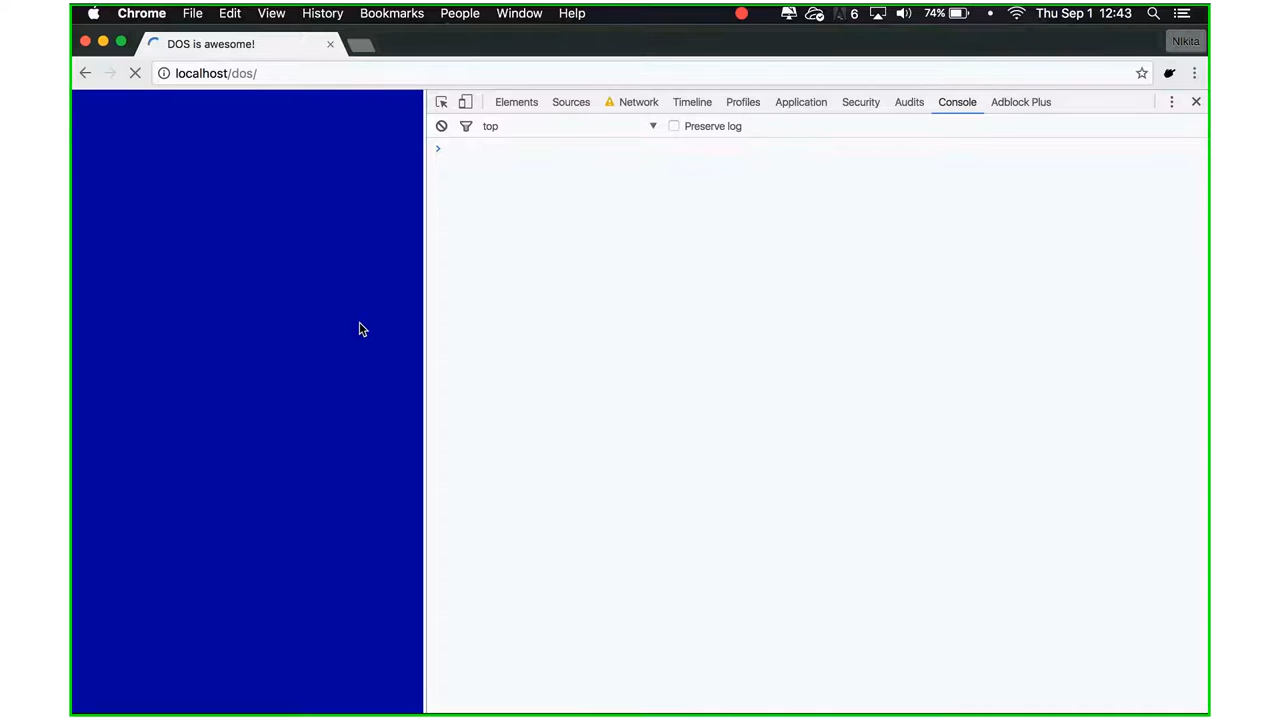 Chrome File Edit View History Bookmarks People Window Help 6 74% Thu Sep 1 12:43
DOS is awesome! NIkita
localhost/dos/
Elements Sources Network Timeline Profiles Application Security Audits Console Adblock Plus
top Preserve log